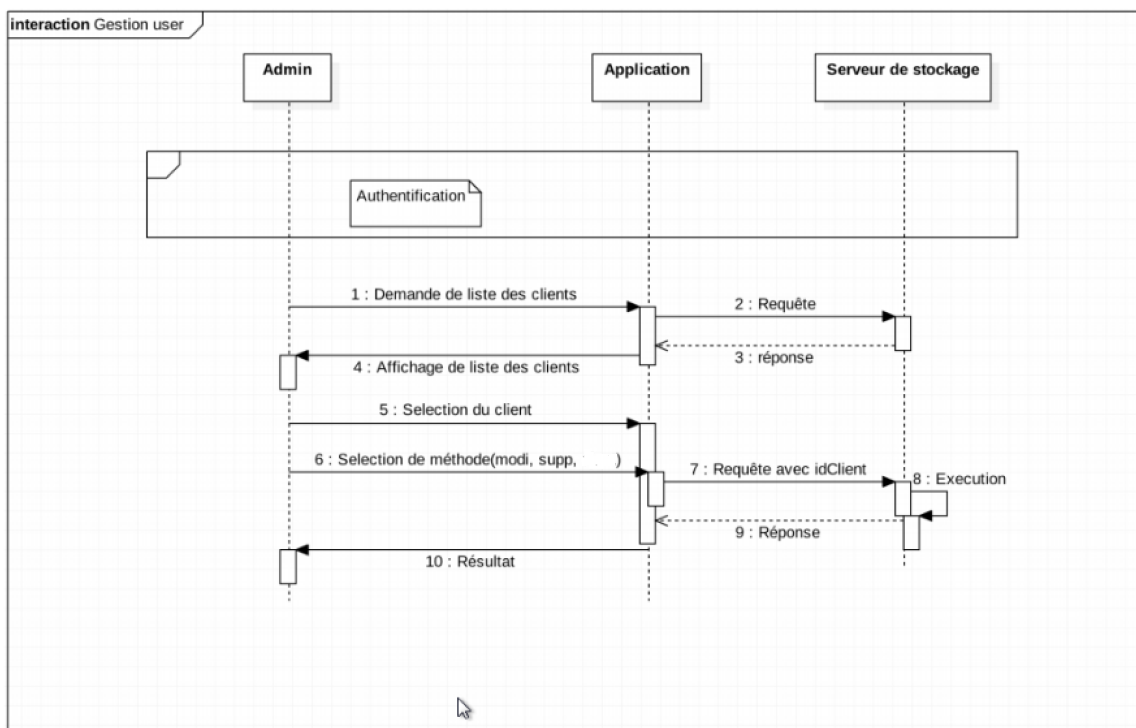 interaction Gestion user
Admin
Application
Serveur de stockage
Authentification
1 : Demande de liste des clients
2 : Requête
3 : réponse
4 : Affichage de liste des clients
5 : Selection du client
6 : Selection de méthode(modi, supp, )
7 : Requête avec idClient
8 : Execution
9 : Réponse
10 : Résultat